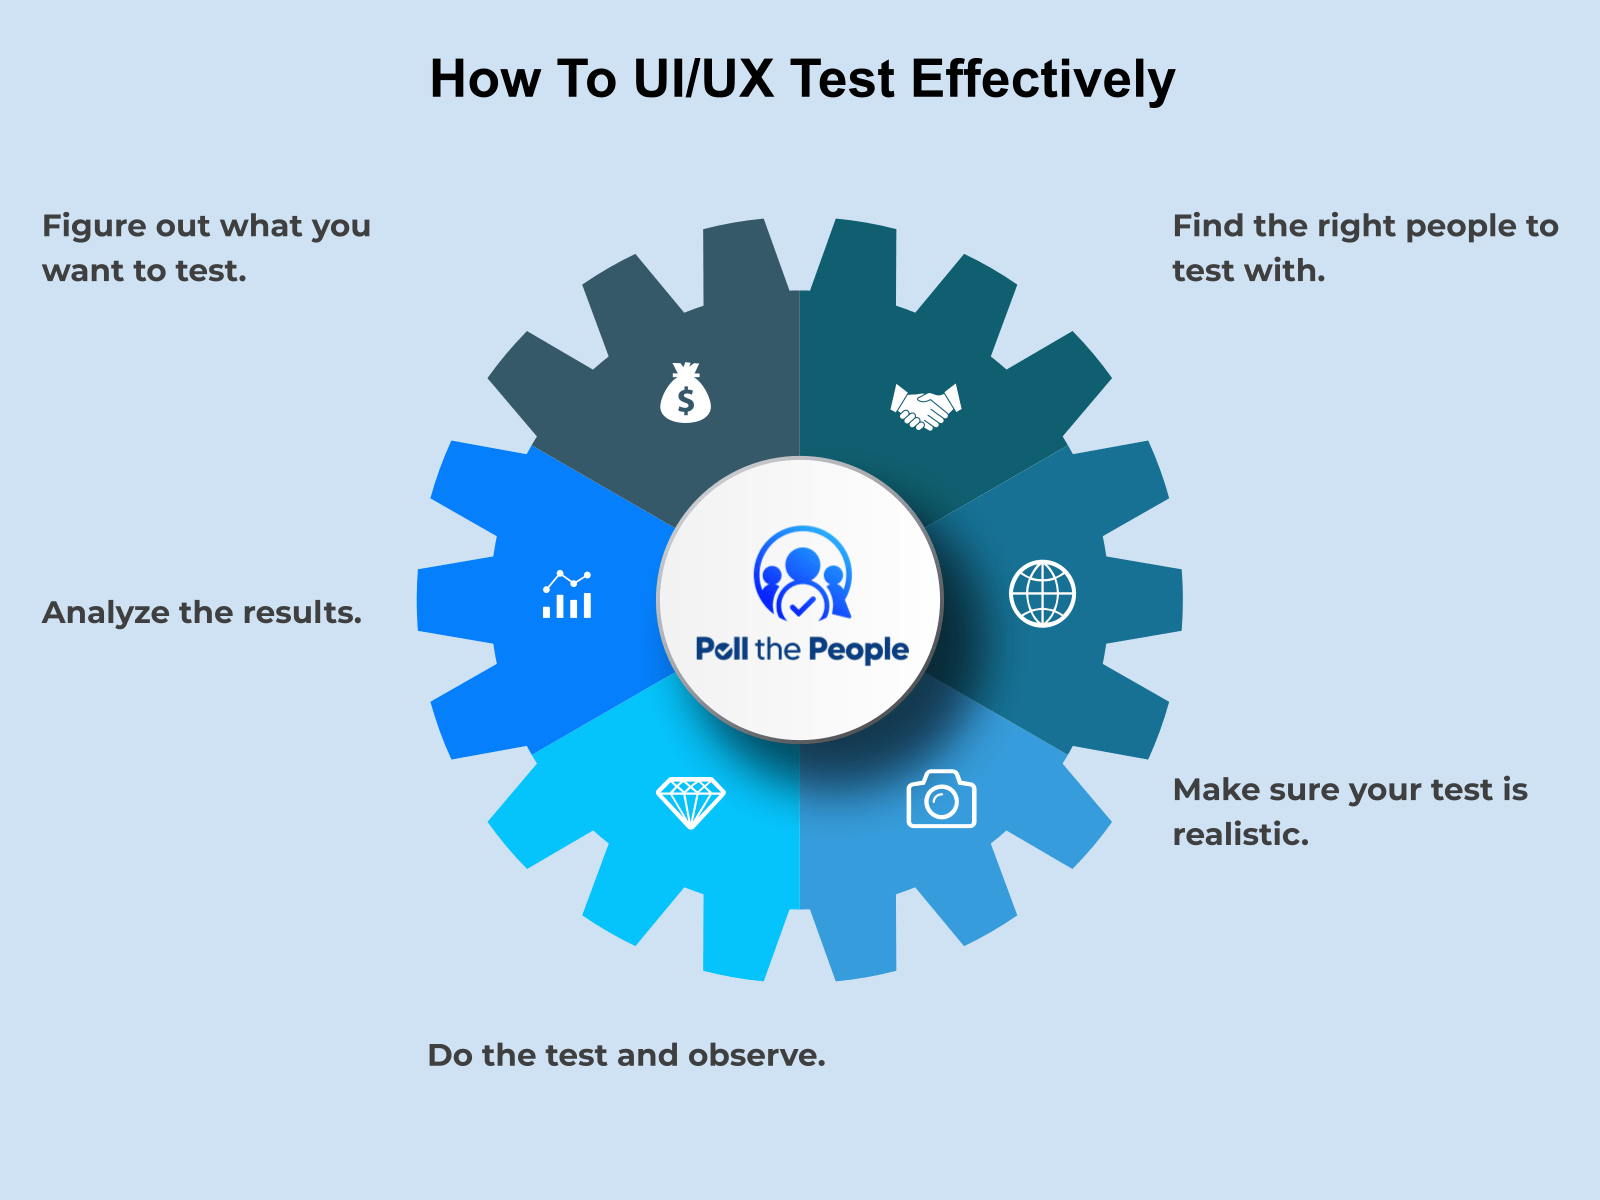 How To UI/UX Test Effectively
Figure out what you
want to test.
Find the right people to
test with.
$
Poll the People
Analyze the results.
Make sure your test is
realistic.
Do the test and observe.